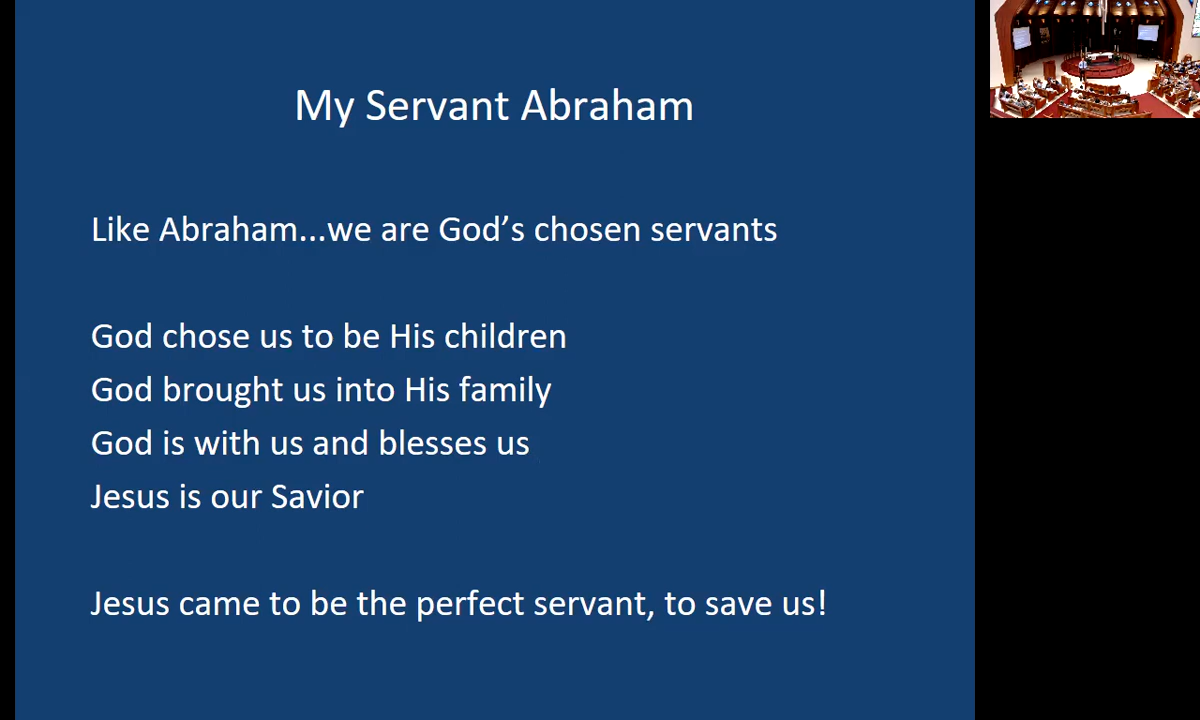 My Servant Abraham
Like Abraham...we are God’s chosen servants
God chose us to be His children
God brought us into His family
God is with us and blesses us
Jesus is our Savior
Jesus came to be the perfect servant, to save us!